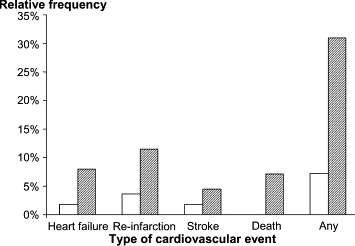 Relative frequency
35%
30%
25%
20%
15%
10%
5%
0%
Heart failure Re-infarction Stroke Death Any
Type of cardiovascular event